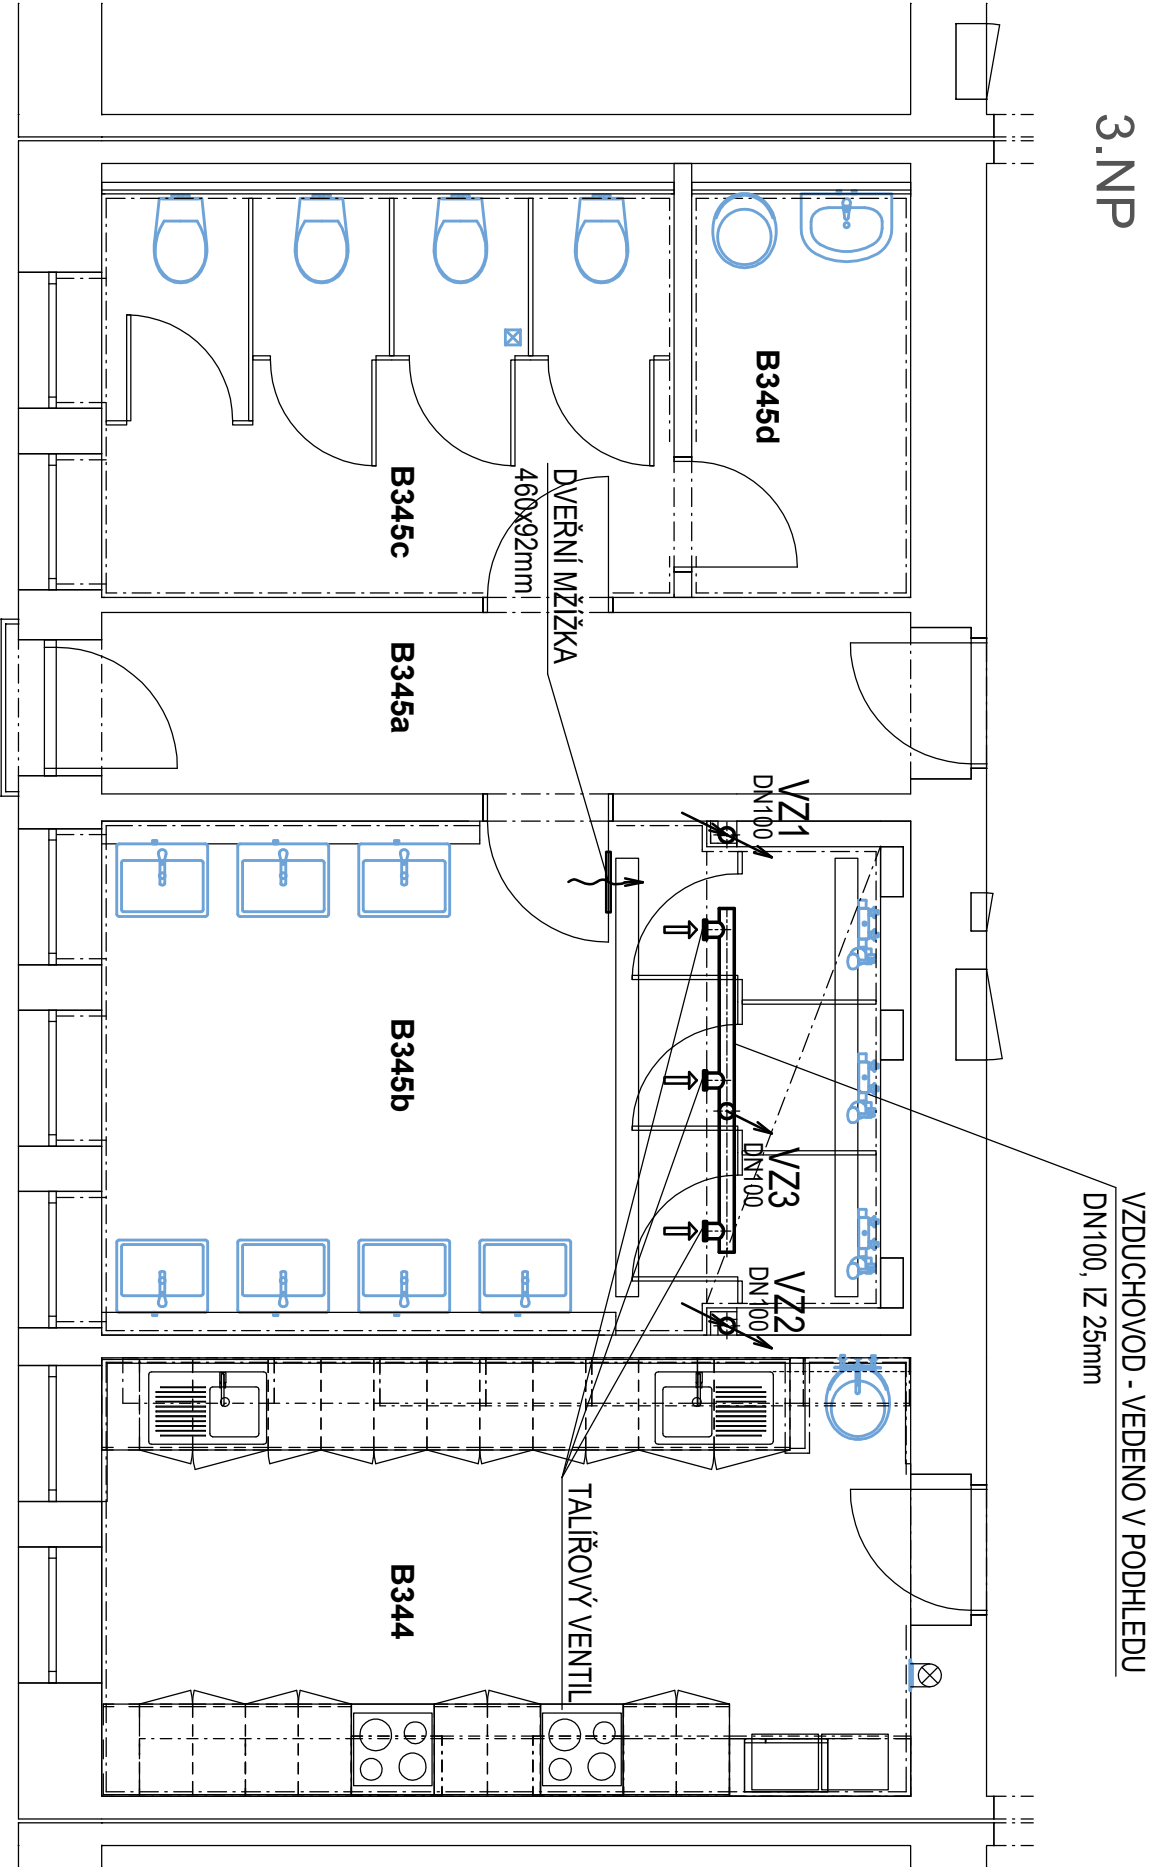 3.NP
VZDUCHOVOD - VEDENO V PODHLEDU
DN100, IZ 25mm
B345d
VZ1
DN100
VZ3
DN100
VZ2
DN100
DVEŘNÍ MŽÍŽKA
460x92mm
TALÍŘOVÝ VENTIL
B345c
B345a
B345b
B344